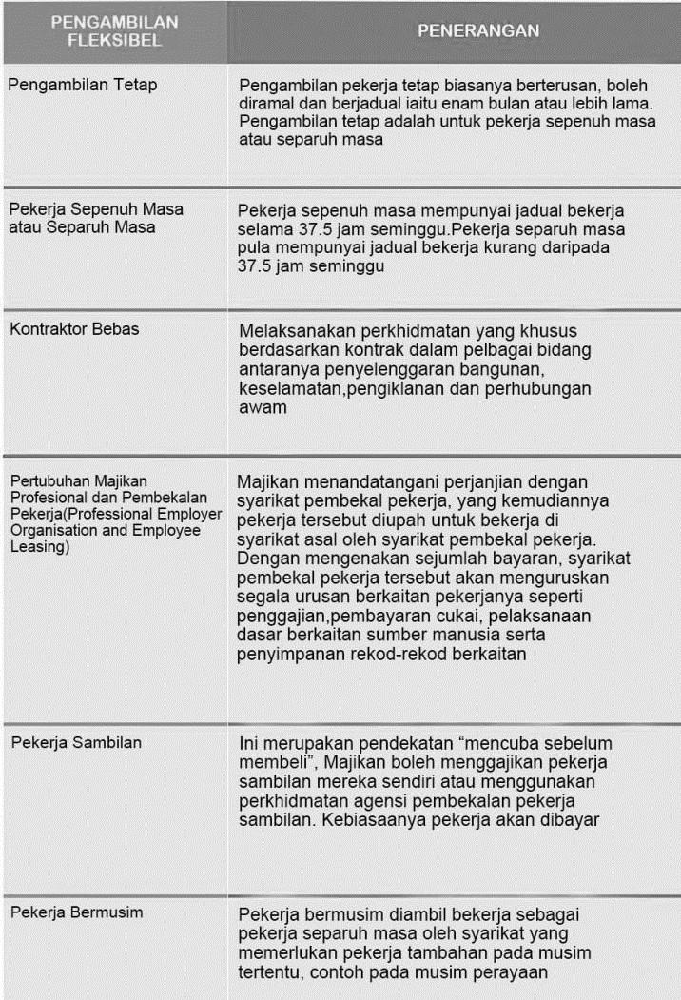 PENGAMBILAN
FLEKSIBEL
PENERANGAN
Pengambilan Tetap
Pengambilan pekerja tetap biasanya berterusan, boleh
diramal dan berjadual iaitu enam bulan atau lebih lama.
Pengambilan tetap adalah untuk pekerja sepenuh masa
atau separuh masa
Pekerja Sepenuh Masa
atau Separuh Masa
Pekerja sepenuh masa mempunyai jadual bekerja
selama 37.5 jam seminggu.Pekerja separuh masa
pula mempunyai jadual bekerja kurang daripada
37.5 jam seminggu
Kontraktor Bebas
Melaksanakan perkhidmatan yang khusus
berdasarkan kontrak dalam pelbagai bidang
antaranya penyelenggaran bangunan,
keselamatan,pengiklanan dan perhubungan
awam
Pertubuhan Majikan
Profesional dan Pembekalan
Pekerja(Professional Employer
Organisation and Employee
Leasing)
Majikan menandatangani perjanjian dengan
syarikat pembekal pekerja, yang kemudiannya
pekerja tersebut diupah untuk bekerja di
syarikat asal oleh syarikat pembekal pekerja.
Dengan mengenakan sejumlah bayaran, syarikat
pembekal pekerja tersebut akan menguruskan
segala urusan berkaitan pekerjanya seperti
penggajian,pembayaran cukai, pelaksanaan
dasar berkaitan sumber manusia serta
penyimpanan rekod-rekod berkaitan
Pekerja Sambilan
Ini merupakan pendekatan “mencuba sebelum
membeli”, Majikan boleh menggajikan pekerja
sambilan mereka sendiri atau menggunakan
perkhidmatan agensi pembekalan pekerja
sambilan. Kebiasaanya pekerja akan dibayar
Pekerja Bermusim
Pekerja bermusim diambil bekerja sebagai
pekerja separuh masa oleh syarikat yang
memerlukan pekerja tambahan pada musim
tertentu, contoh pada musim perayaan